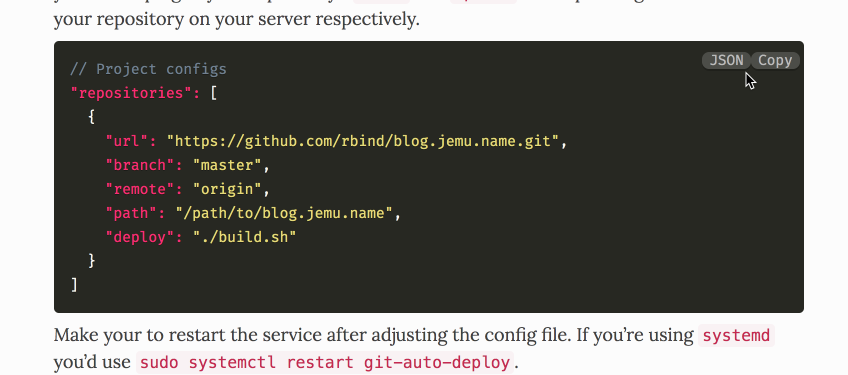 your repository on your server respectively.
JSON Copy
// Project configs
"repositories": [
{
"url": "https://github.com/rbind/blog.jemu.name.git",
"branch": "master",
"remote": "origin",
"path": "/path/to/blog.jemu.name",
"deploy": "./build.sh"
}
]
Make your to restart the service after adjusting the config file. If you’re using systemd
you’d use sudo systemctl restart git-auto-deploy.